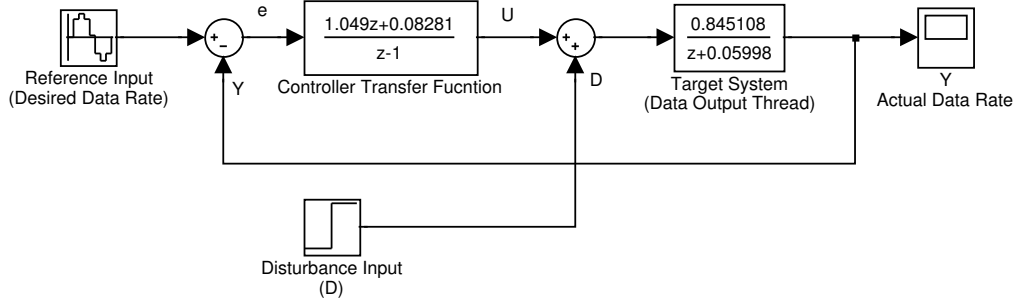 Reference Input
(Desired Data Rate)
+
−
e
Y
1.049z+0.08281
z-1
Controller Transfer Fucntion
U
+
+
D
0.845108
z+0.05998
Target System
(Data Output Thread)
Y
Actual Data Rate
Disturbance Input
(D)